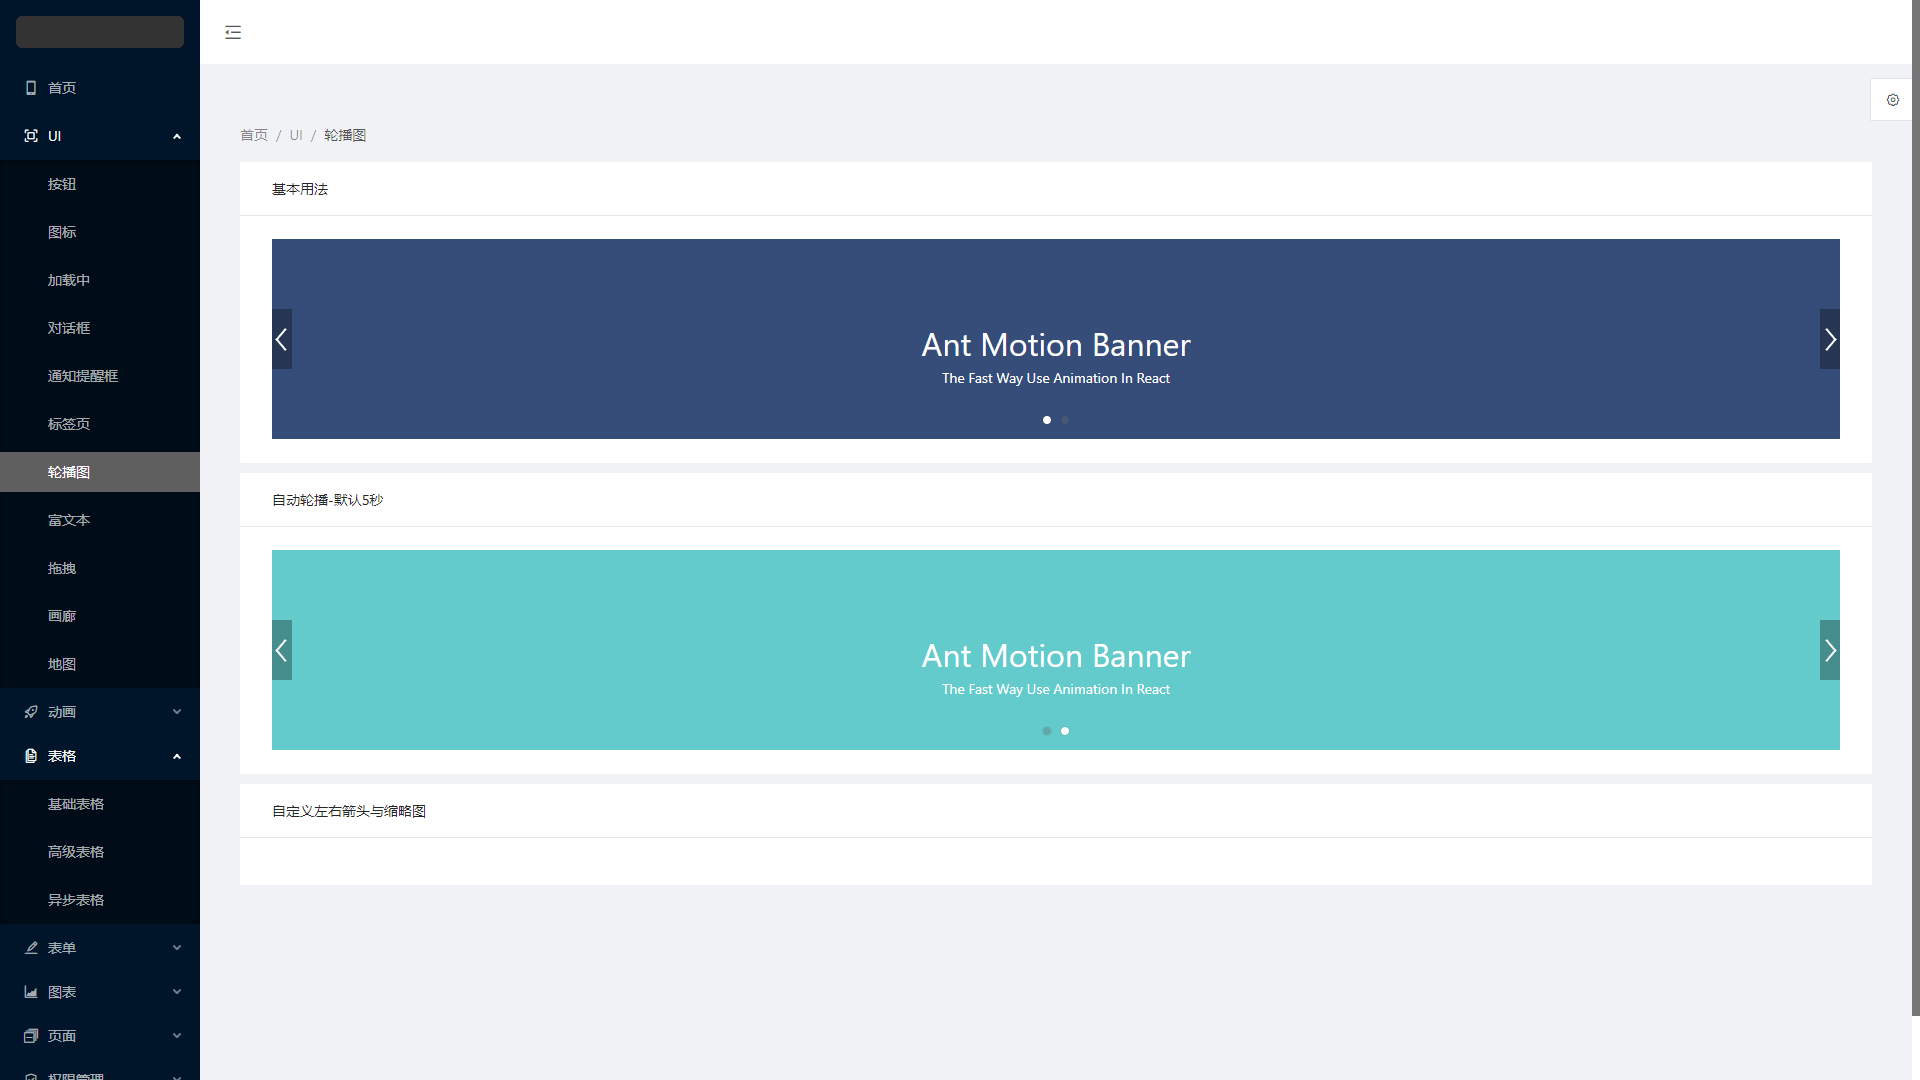 首页
UI
按钮
图标
加载中
对话框
通知提醒框
标签页
轮播图
富文本
拖拽
画廊
地图
动画
表格
基础表格
高级表格
异步表格
表单
图表
页面
权限管理
首页 / UI / 轮播图
基本用法
Ant Motion Banner
The Fast Way Use Animation In React
自动轮播-默认5秒
Ant Motion Banner
The Fast Way Use Animation In React
自定义左右箭头与缩略图